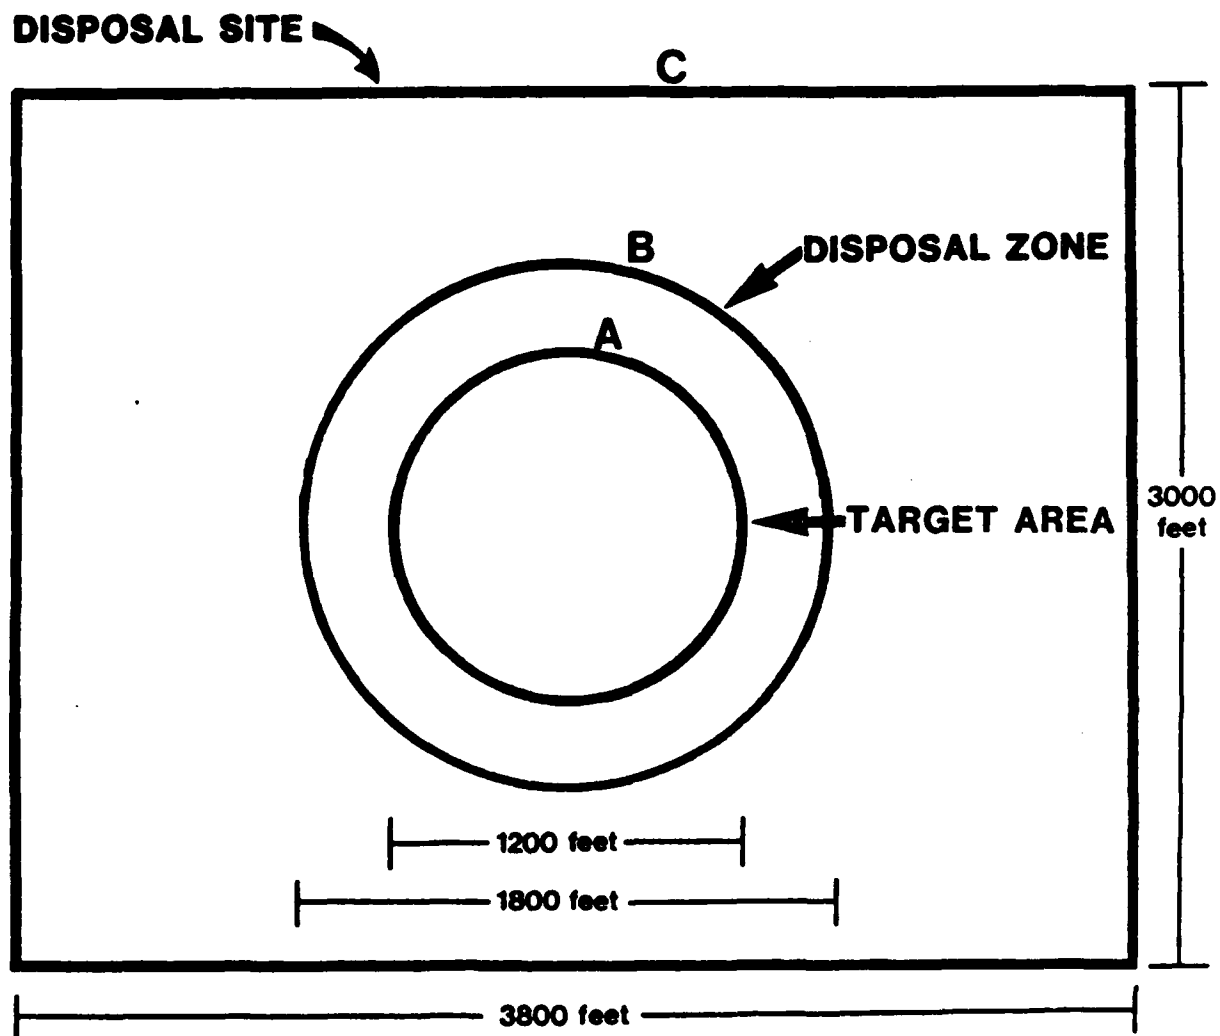 DISPOSAL SITE
C
B
DISPOSAL ZONE
A
3000
feet
TARGET AREA
1200 feet
1800 feet
3800 feet